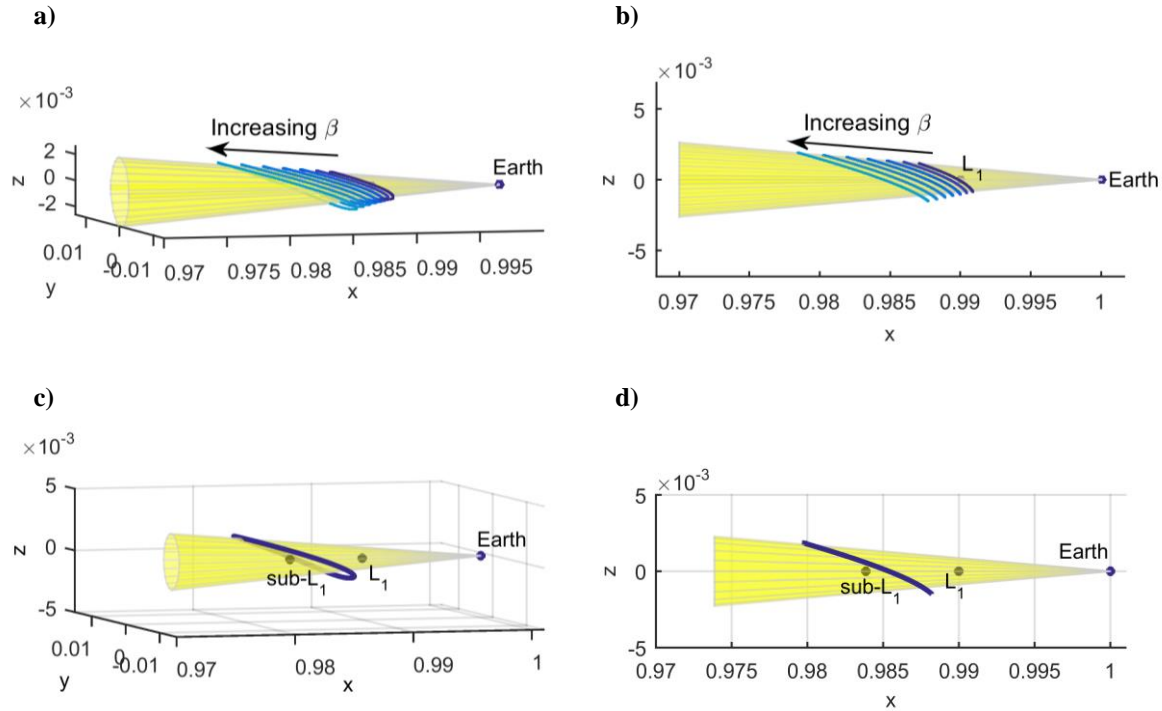 a)
×10⁻³
Increasing β
Earth
z
2
0
-2
0.01
0
-0.01
y
0.97
0.975
0.98
0.985
0.99
0.995
x
b)
×10⁻³
Increasing β
L₁
Earth
z
5
0
-5
0.97
0.975
0.98
0.985
0.99
0.995
1
x
c)
×10⁻³
Earth
z
5
0
-5
sub-L₁
L₁
0.01
0
-0.01
y
0.97
0.98
0.99
1
x
d)
×10⁻³
Earth
z
5
0
-5
sub-L₁
L₁
0.97
0.975
0.98
0.985
0.99
0.995
1
x